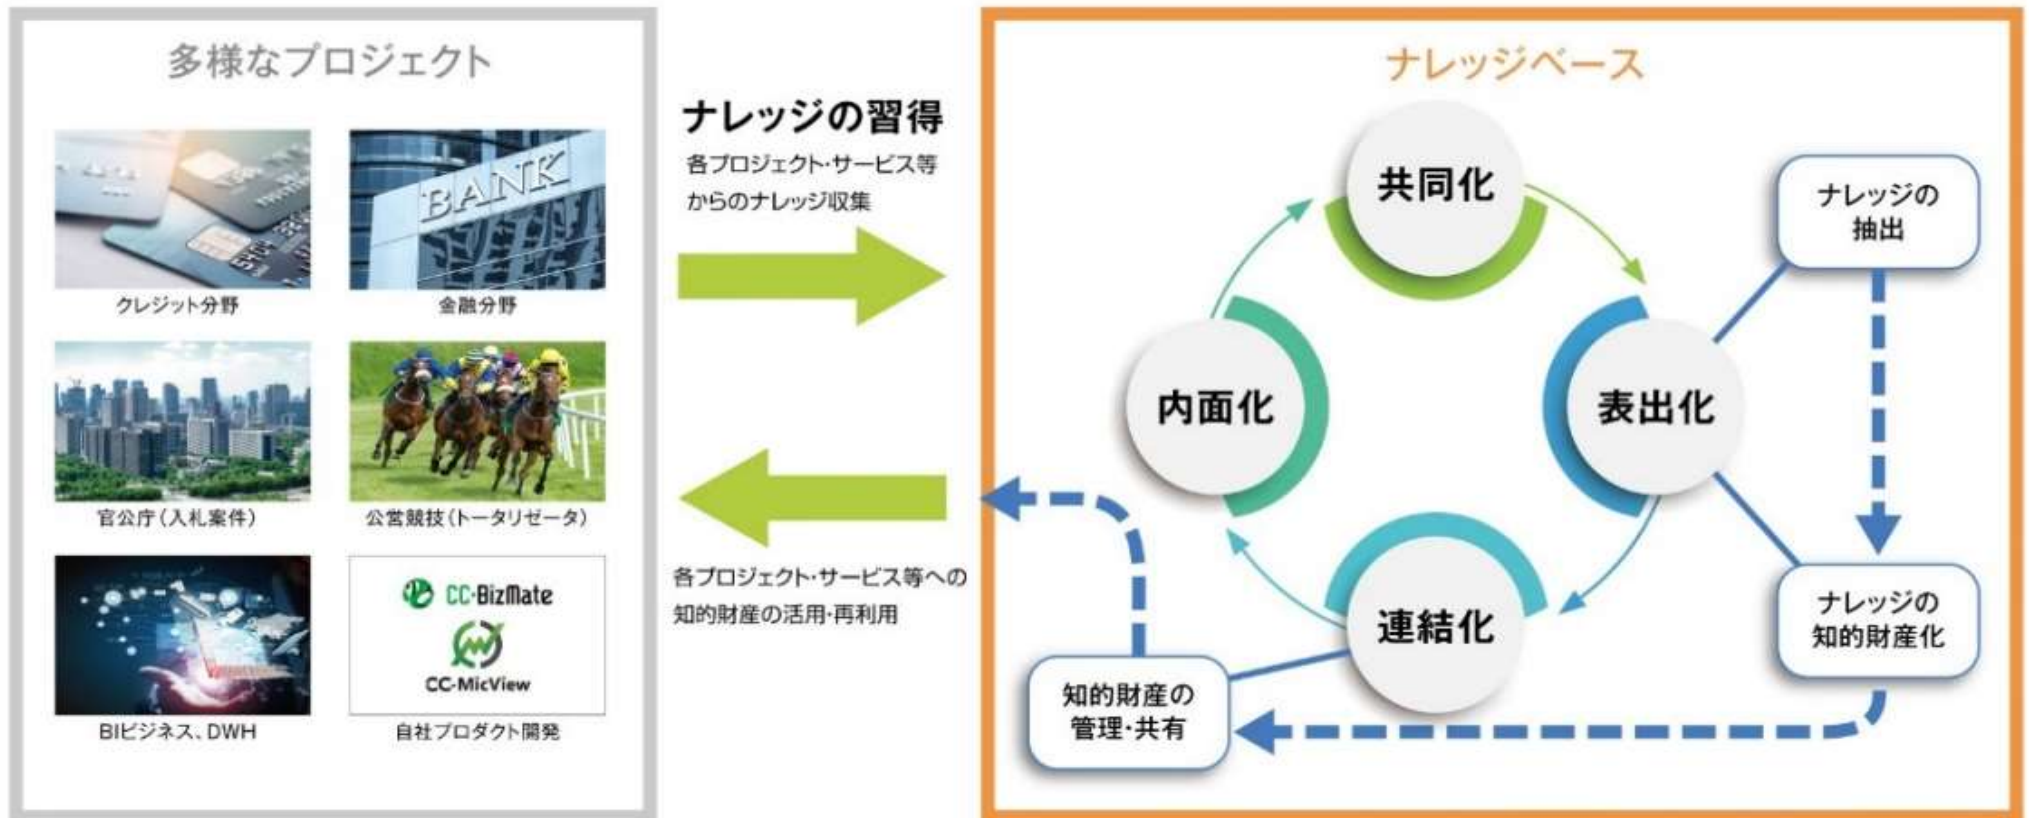 多様なプロジェクト
クレジット分野
BANK
金融分野
官公庁(入札案件)
公営競技(トータリゼータ)
BIビジネス、DWH
CC-BizMate
CC-MicView
自社プロダクト開発
ナレッジの習得
各プロジェクト・サービス等
からのナレッジ収集
各プロジェクト・サービス等への
知的財産の活用・再利用
ナレッジベース
共同化
表出化
連結化
内面化
ナレッジの
抽出
ナレッジの
知的財産化
知的財産の
管理・共有